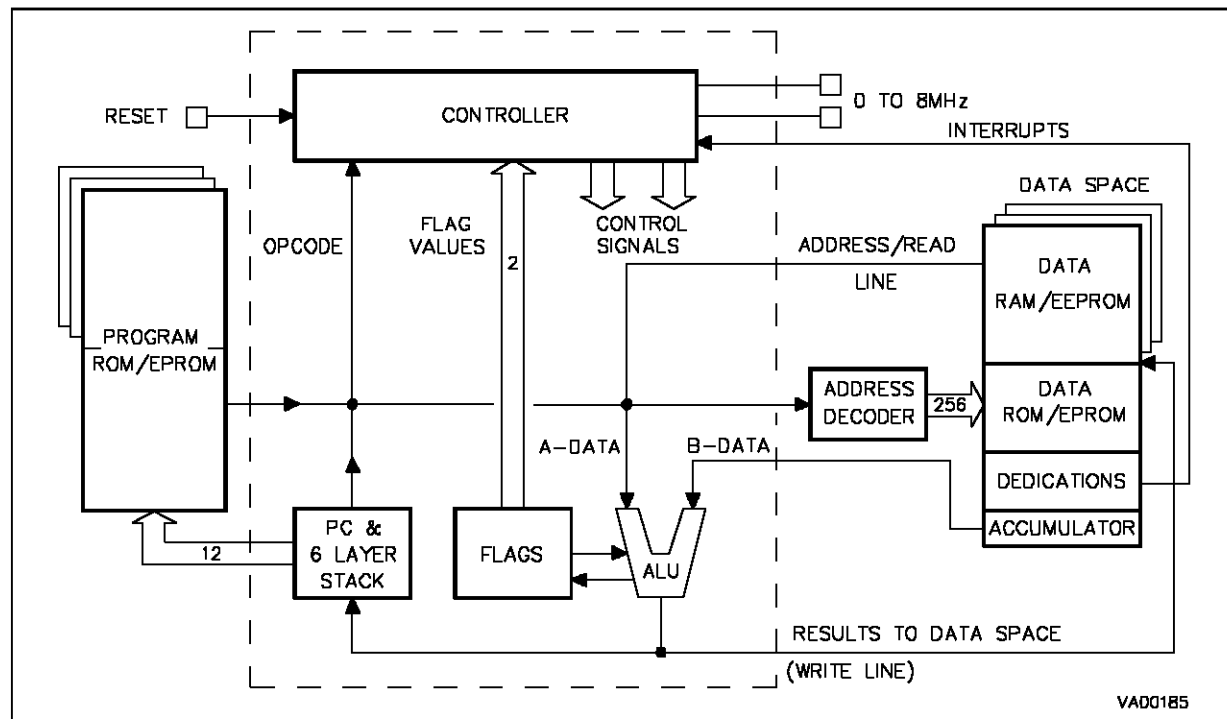 RESET
CONTROLLER
0 TO 8MHz
INTERRUPTS
DATA SPACE
OPCODE
FLAG
VALUES
2
CONTROL
SIGNALS
ADDRESS/READ
LINE
DATA
RAM/EEPROM
PROGRAM
ROM/EPROM
ADDRESS
DECODER
256
DATA
ROM/EPROM
A-DATA
B-DATA
DEDICATIONS
ACCUMULATOR
12
PC &
6 LAYER
STACK
FLAGS
ALU
RESULTS TO DATA SPACE
(WRITE LINE)
VA00185